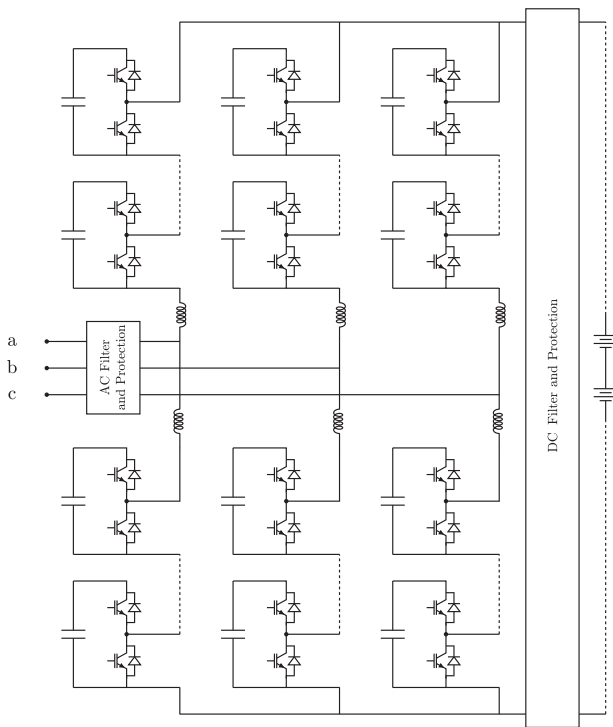 a
b
c
AC Filter
and Protection
DC Filter and Protection